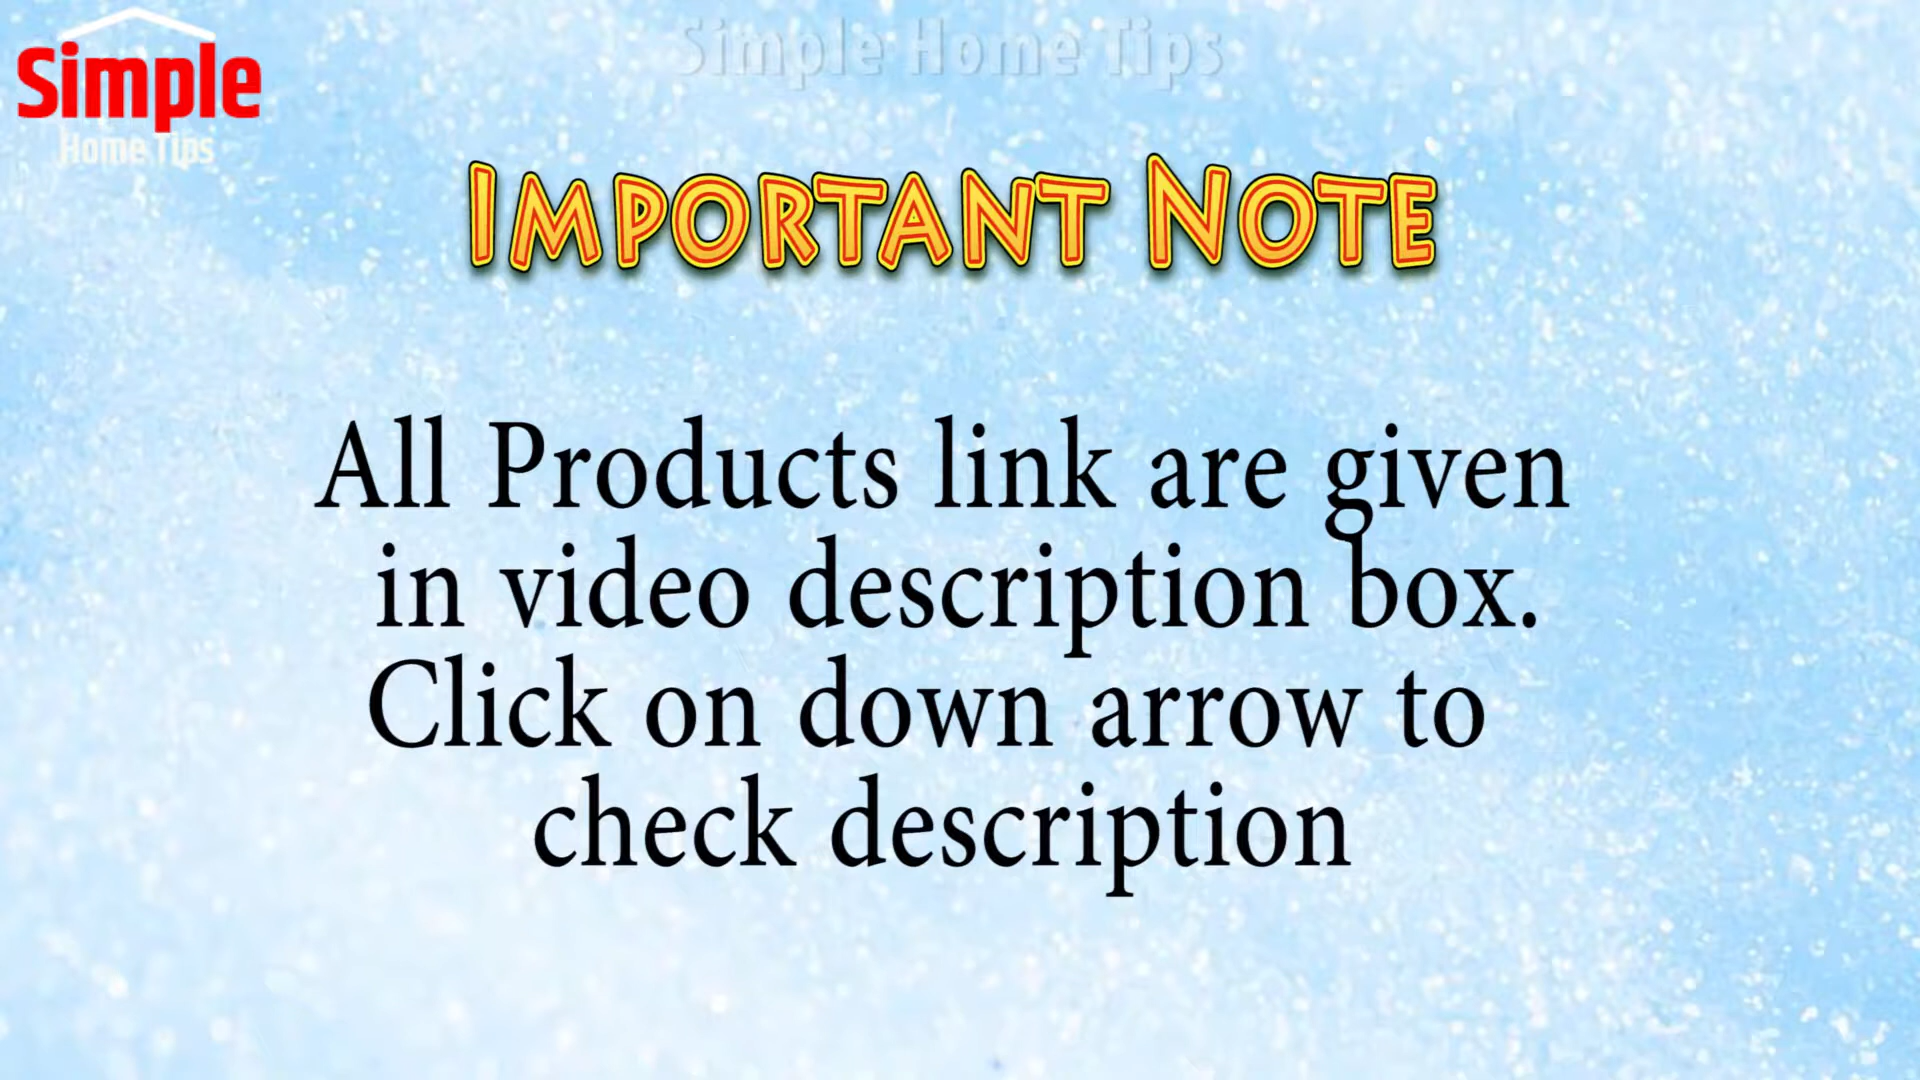 Simple Home Tips
Simple
Home Tips
IMPORTANT NOTE
All Products link are given
in video description box.
Click on down arrow to
check description